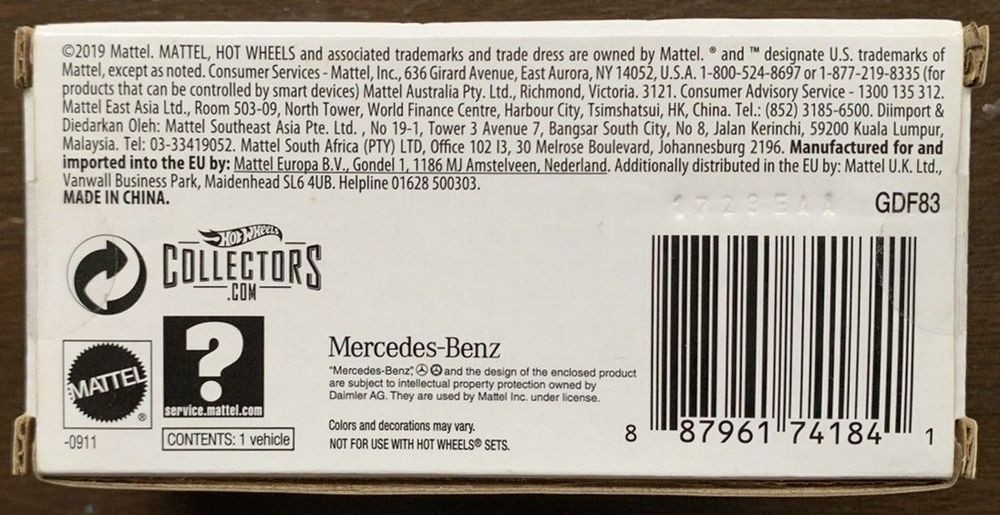 ©2019 Mattel. MATTEL, HOT WHEELS and associated trademarks and trade dress are owned by Mattel. ® and ™ designate U.S. trademarks of
Mattel, except as noted. Consumer Services - Mattel, Inc., 636 Girard Avenue, East Aurora, NY 14052, U.S.A. 1-800-524-8697 or 1-877-219-8335 (for
products that can be controlled by smart devices) Mattel Australia Pty. Ltd., Richmond, Victoria. 3121. Consumer Advisory Service - 1300 135 312.
Mattel East Asia Ltd., Room 503-09, North Tower, World Finance Centre, Harbour City, Tsimshatsui, HK, China. Tel.: (852) 3185-6500. Diimport &
Diedarkan Oleh: Mattel Southeast Asia Pte. Ltd. , No 19-1, Tower 3 Avenue 7, Bangsar South City, No 8, Jalan Kerinchi, 59200 Kuala Lumpur,
Malaysia. Tel: 03-33419052. Mattel South Africa (PTY) LTD, Office 102 I3, 30 Melrose Boulevard, Johannesburg 2196. Manufactured for and
imported into the EU by: Mattel Europa B.V., Gondel 1, 1186 MJ Amstelveen, Nederland. Additionally distributed in the EU by: Mattel U.K. Ltd.,
Vanwall Business Park, Maidenhead SL6 4UB. Helpline 01628 500303.
MADE IN CHINA.
GDF83
HOT WHEELS
COLLECTORS
.COM
MATTEL
®
-0911
?
service.mattel.com
CONTENTS: 1 vehicle
Mercedes-Benz
"Mercedes-Benz", and the design of the enclosed product
are subject to intellectual property protection owned by
Daimler AG. They are used by Mattel Inc. under license.
Colors and decorations may vary.
NOT FOR USE WITH HOT WHEELS® SETS.
8 87961 74184 1